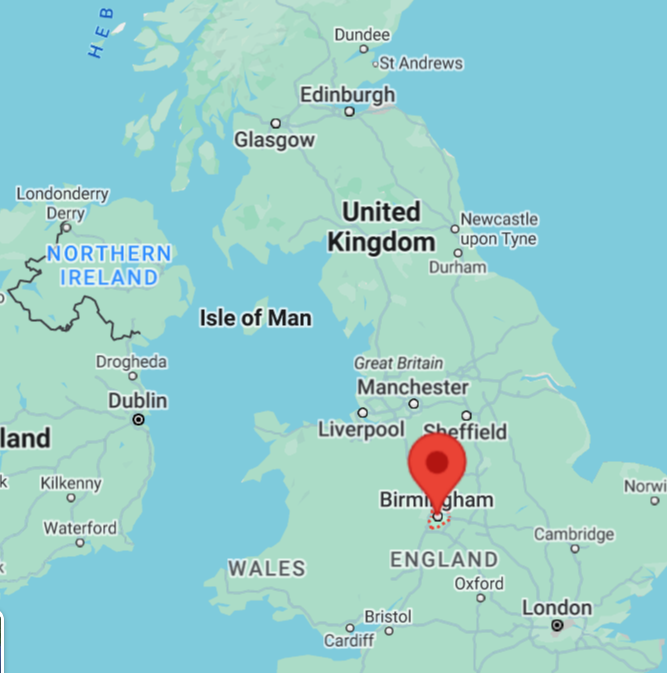 HEB
Dundee
St Andrews
Edinburgh
Glasgow
Londonderry
Derry
United
Kingdom
Newcastle
upon Tyne
NORTHERN
IRELAND
Durham
Isle of Man
Drogheda
Great Britain
Manchester
Dublin
Liverpool
Sheffield
land
Kilkenny
Norwi
Birmingham
Waterford
Cambridge
ENGLAND
WALES
Oxford
London
Bristol
Cardiff